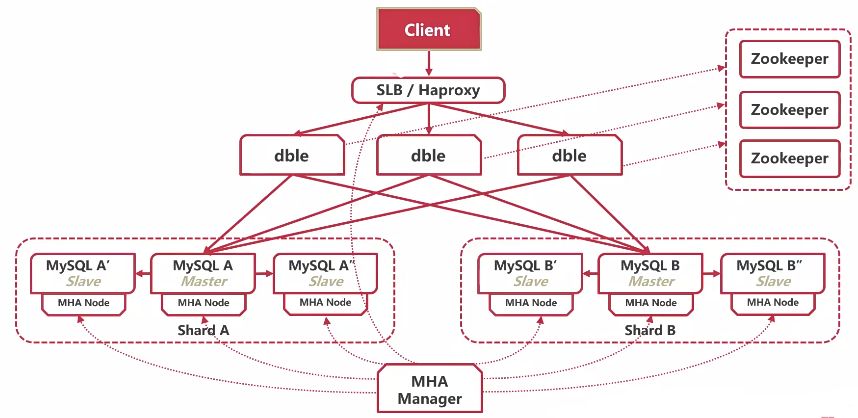 Client
SLB / Haproxy
Zookeeper
Zookeeper
Zookeeper
dble
dble
dble
MySQL A′
Slave
MHA Node
MySQL A
Master
MHA Node
MySQL A″
Slave
MHA Node
Shard A
MySQL B′
Slave
MHA Node
MySQL B
Master
MHA Node
MySQL B″
Slave
MHA Node
Shard B
MHA
Manager